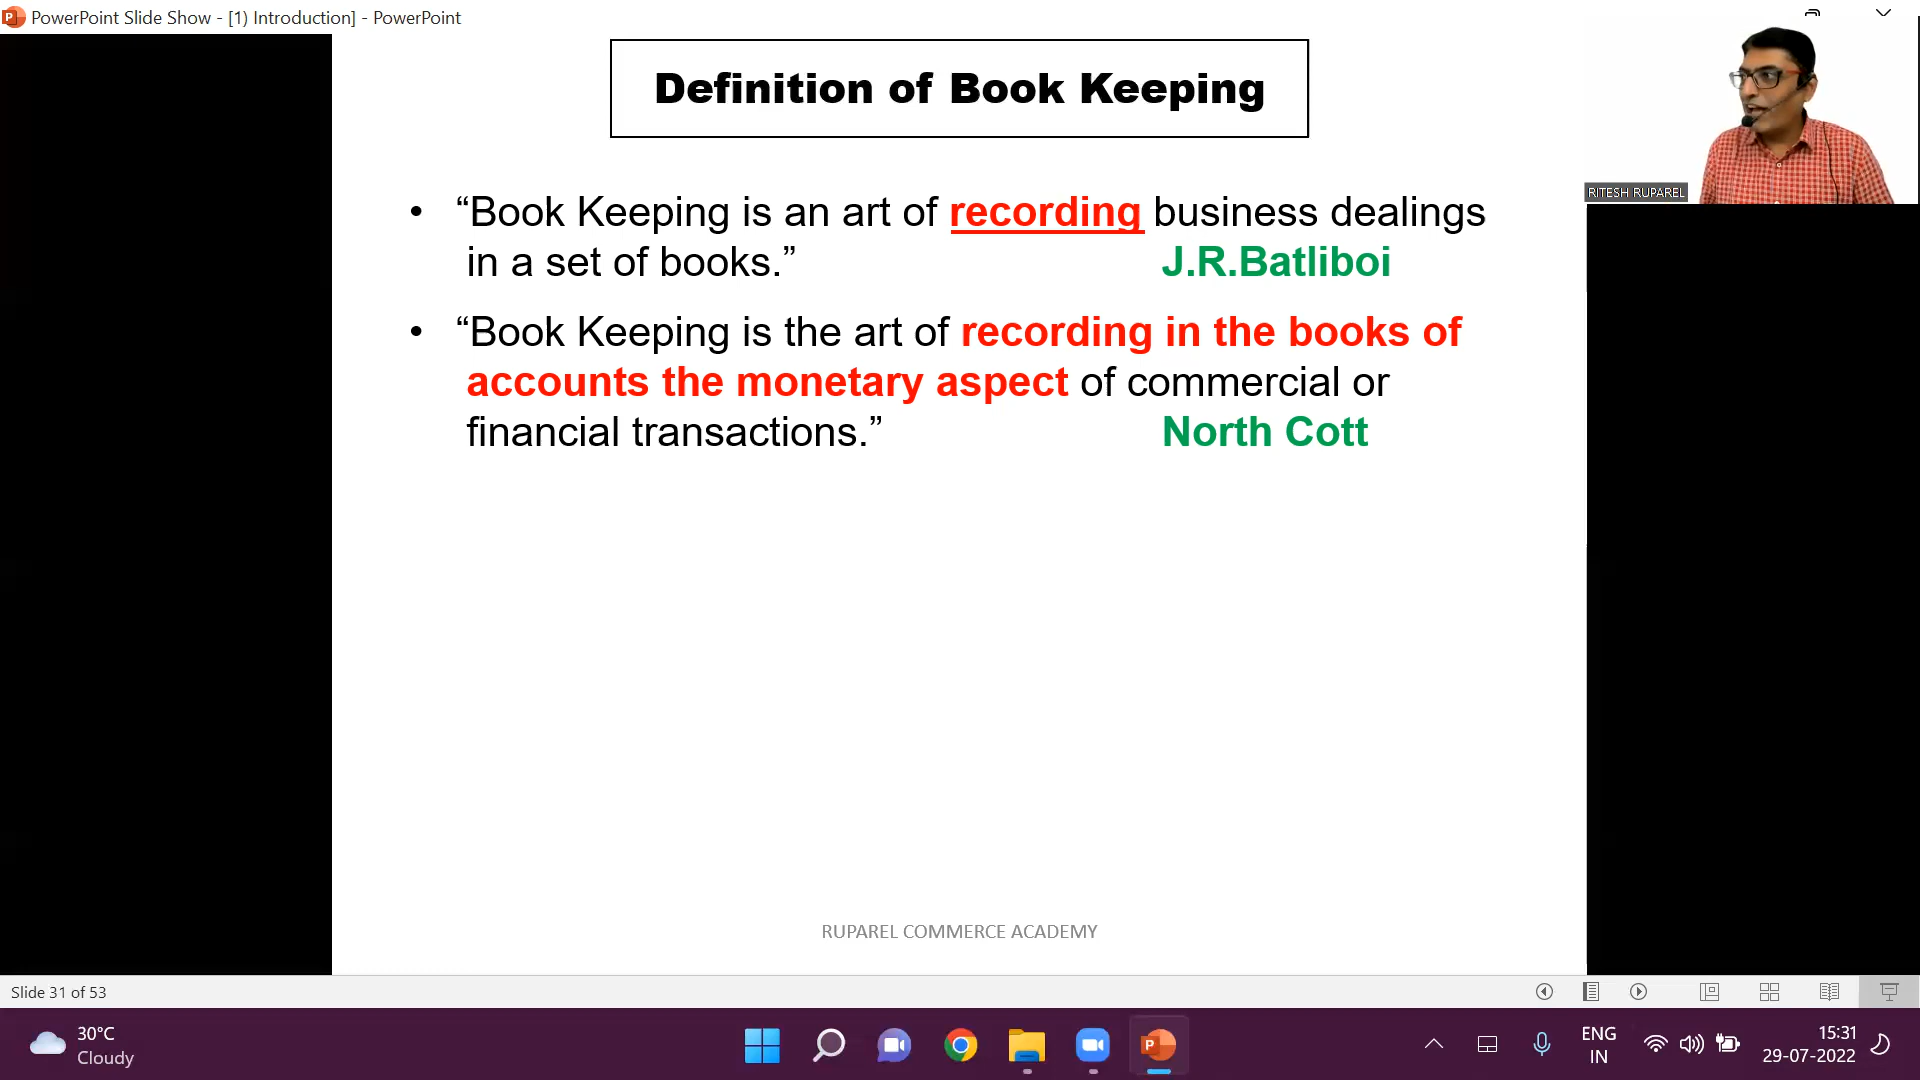 PowerPoint Slide Show - [1) Introduction] - PowerPoint
Definition of Book Keeping
RITESH RUPAREL
• “Book Keeping is an art of recording business dealings
in a set of books.” J.R.Batliboi
• “Book Keeping is the art of recording in the books of
accounts the monetary aspect of commercial or
financial transactions.” North Cott
RUPAREL COMMERCE ACADEMY
Slide 31 of 53
30°C
Cloudy
ENG
IN
15:31
29-07-2022